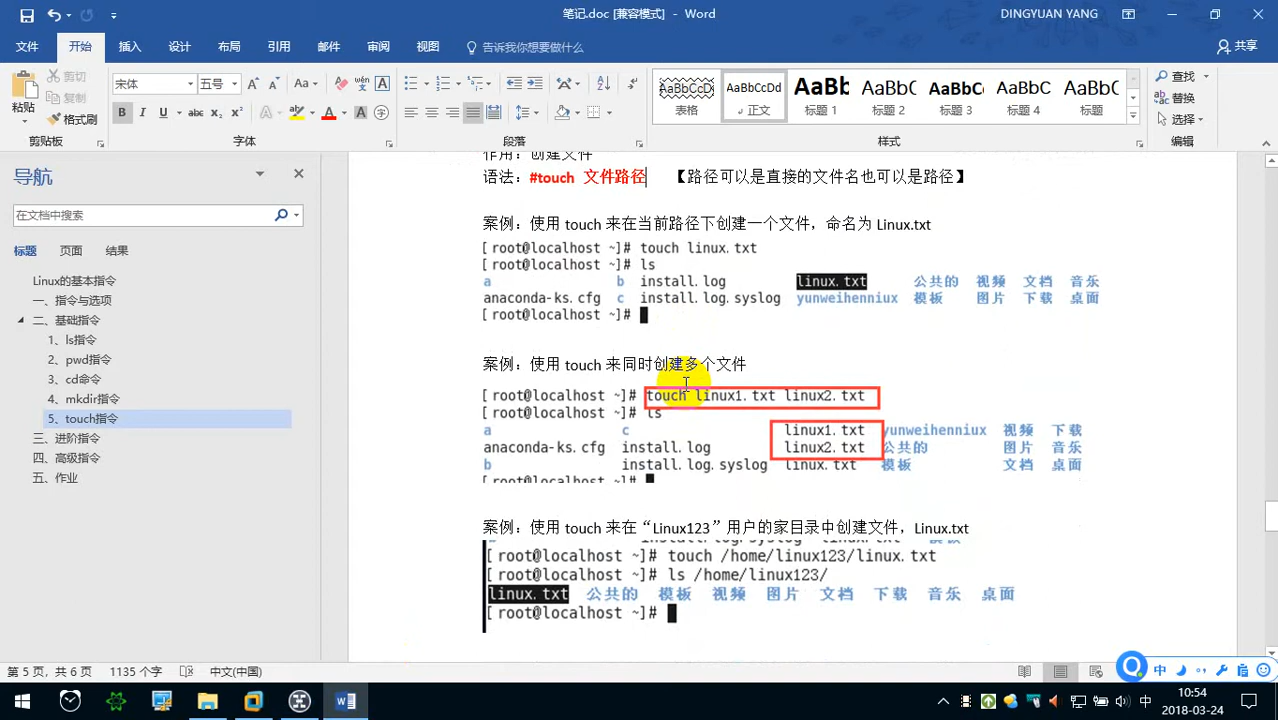 笔记.doc [兼容模式] - Word
DINGYUAN YANG
文件 开始 插入 设计 布局 引用 邮件 审阅 视图 告诉我你想要做什么 共享
粘贴
剪切
复制
格式刷
剪贴板
宋体 五号
字体
段落
AaBbCcDd AaBbCcDd AaBb AaBbC AaBbC AaBbC AaBbC
表格 正文 标题 1 标题 2 标题 3 标题 4 标题
样式
查找
替换
选择
编辑
导航
在文档中搜索
标题 页面 结果
Linux的基本指令
一、指令与选项
二、基础指令
1、ls指令
2、pwd指令
3、cd命令
4、mkdir指令
5、touch指令
三、进阶指令
四、高级指令
五、作业
作用：创建文件
语法：#touch 文件路径 【路径可以是直接的文件名也可以是路径】
案例：使用 touch 来在当前路径下创建一个文件，命名为 Linux.txt
[root@localhost ~]# touch linux.txt
[root@localhost ~]# ls
a b install.log linux.txt 公共的 视频 文档 音乐
anaconda-ks.cfg c install.log.syslog yunweihenniux 模板 图片 下载 桌面
[root@localhost ~]#
案例：使用 touch 来同时创建多个文件
[root@localhost ~]# touch linux1.txt linux2.txt
[root@localhost ~]# ls
a c linux1.txt yunweihenniux 视频 下载
anaconda-ks.cfg install.log linux2.txt 公共的 图片 音乐
b install.log.syslog linux.txt 模板 文档 桌面
[root@localhost ~]#
案例：使用 touch 来在“Linux123”用户的家目录中创建文件，Linux.txt
[root@localhost ~]# touch /home/linux123/linux.txt
[root@localhost ~]# ls /home/linux123/
linux.txt 公共的 模板 视频 图片 文档 下载 音乐 桌面
[root@localhost ~]#
第 5 页，共 6 页 1135 个字 中文(中国)
中
中 10:54
2018-03-24